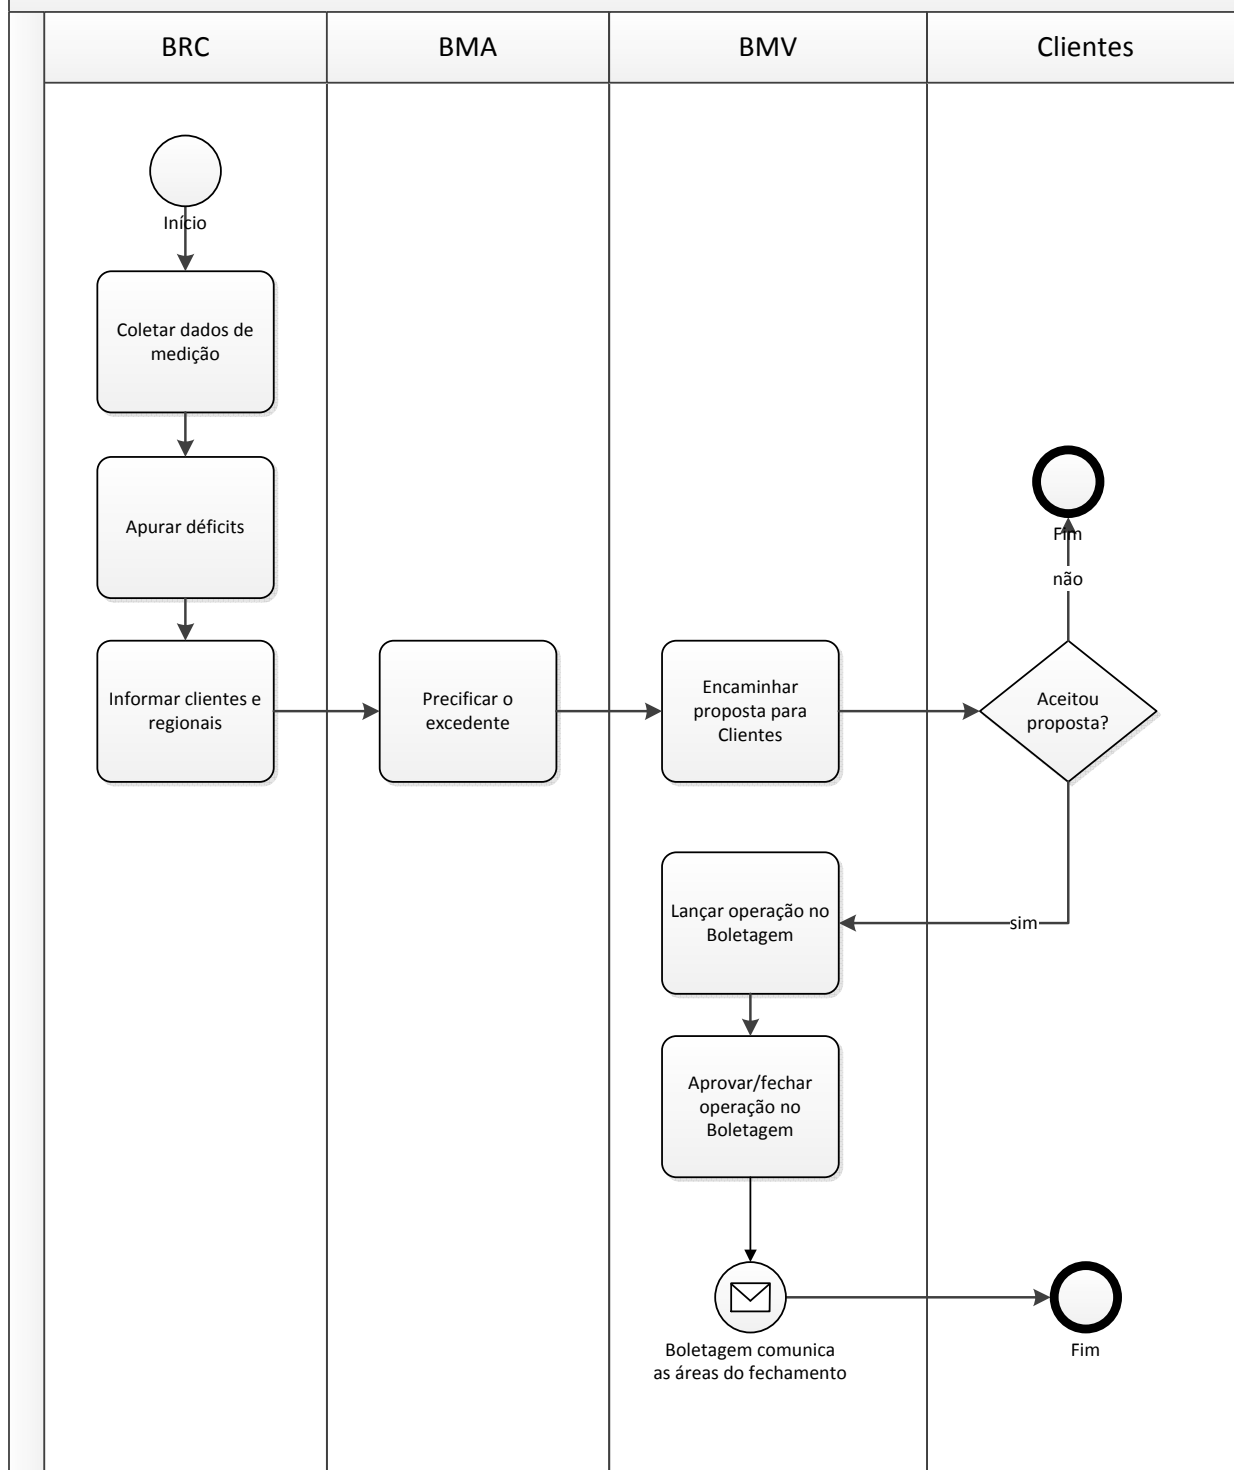 BRC
BMA
BMV
Clientes
Início
Coletar dados de
medição
Apurar déficits
Fim
não
Informar clientes e
regionais
Precificar o
excedente
Encaminhar
proposta para
Clientes
Aceitou
proposta?
Lançar operação no
Boletagem
sim
Aprovar/fechar
operação no
Boletagem
Boletagem comunica
as áreas do fechamento
Fim